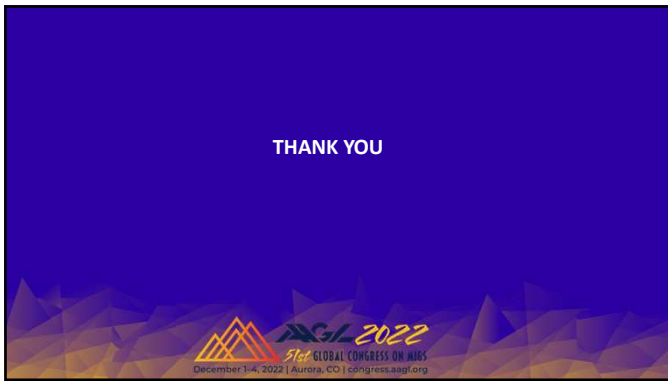 THANK YOU
AAGL 2022
51st GLOBAL CONGRESS ON MIGS
December 1-4, 2022 | Aurora, CO | congress.aagl.org